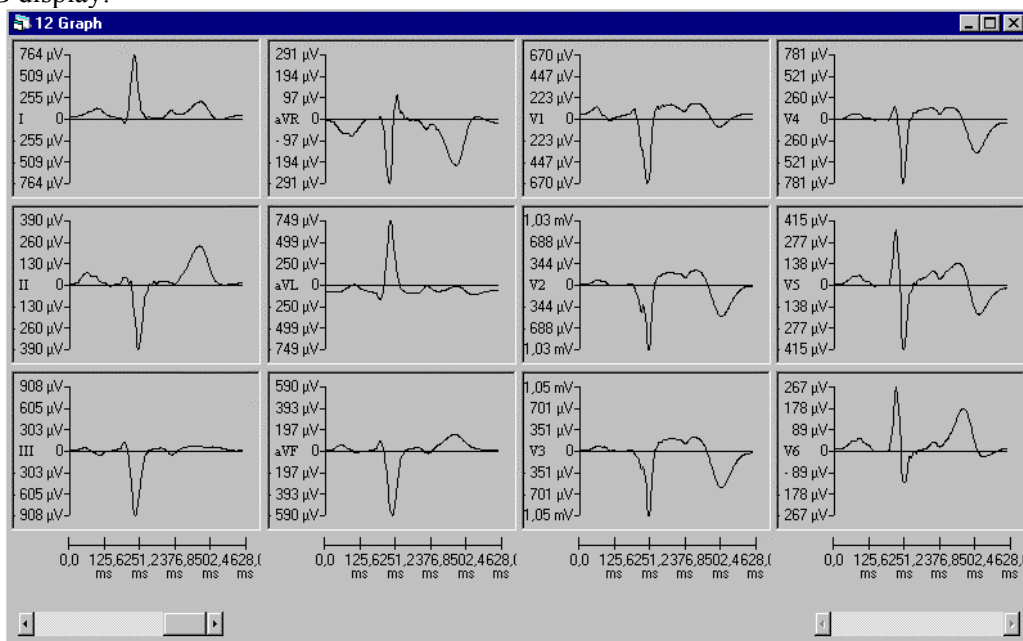 display.
12 Graph
764 µV
509 µV
255 µV
I 0
255 µV
509 µV
764 µV
291 µV
194 µV
97 µV
aVR 0
- 97 µV
194 µV
291 µV
670 µV
447 µV
223 µV
V1 0
223 µV
447 µV
670 µV
781 µV
521 µV
260 µV
V4 0
260 µV
521 µV
781 µV
390 µV
260 µV
130 µV
II 0
130 µV
260 µV
390 µV
749 µV
499 µV
250 µV
aVL 0
250 µV
499 µV
749 µV
1,03 mV
688 µV
344 µV
V2 0
344 µV
688 µV
1,03 mV
415 µV
277 µV
138 µV
V5 0
138 µV
277 µV
415 µV
908 µV
605 µV
303 µV
III 0
303 µV
605 µV
908 µV
590 µV
393 µV
197 µV
aVF 0
197 µV
393 µV
590 µV
1,05 mV
701 µV
351 µV
V3 0
351 µV
701 µV
1,05 mV
267 µV
178 µV
89 µV
V6 0
- 89 µV
178 µV
267 µV
0,0 125,6251,2376,8502,4628,(
ms ms ms ms ms
0,0 125,6251,2376,8502,4628,(
ms ms ms ms ms
0,0 125,6251,2376,8502,4628,(
ms ms ms ms ms
0,0 125,6251,2376,8502,4628,(
ms ms ms ms ms